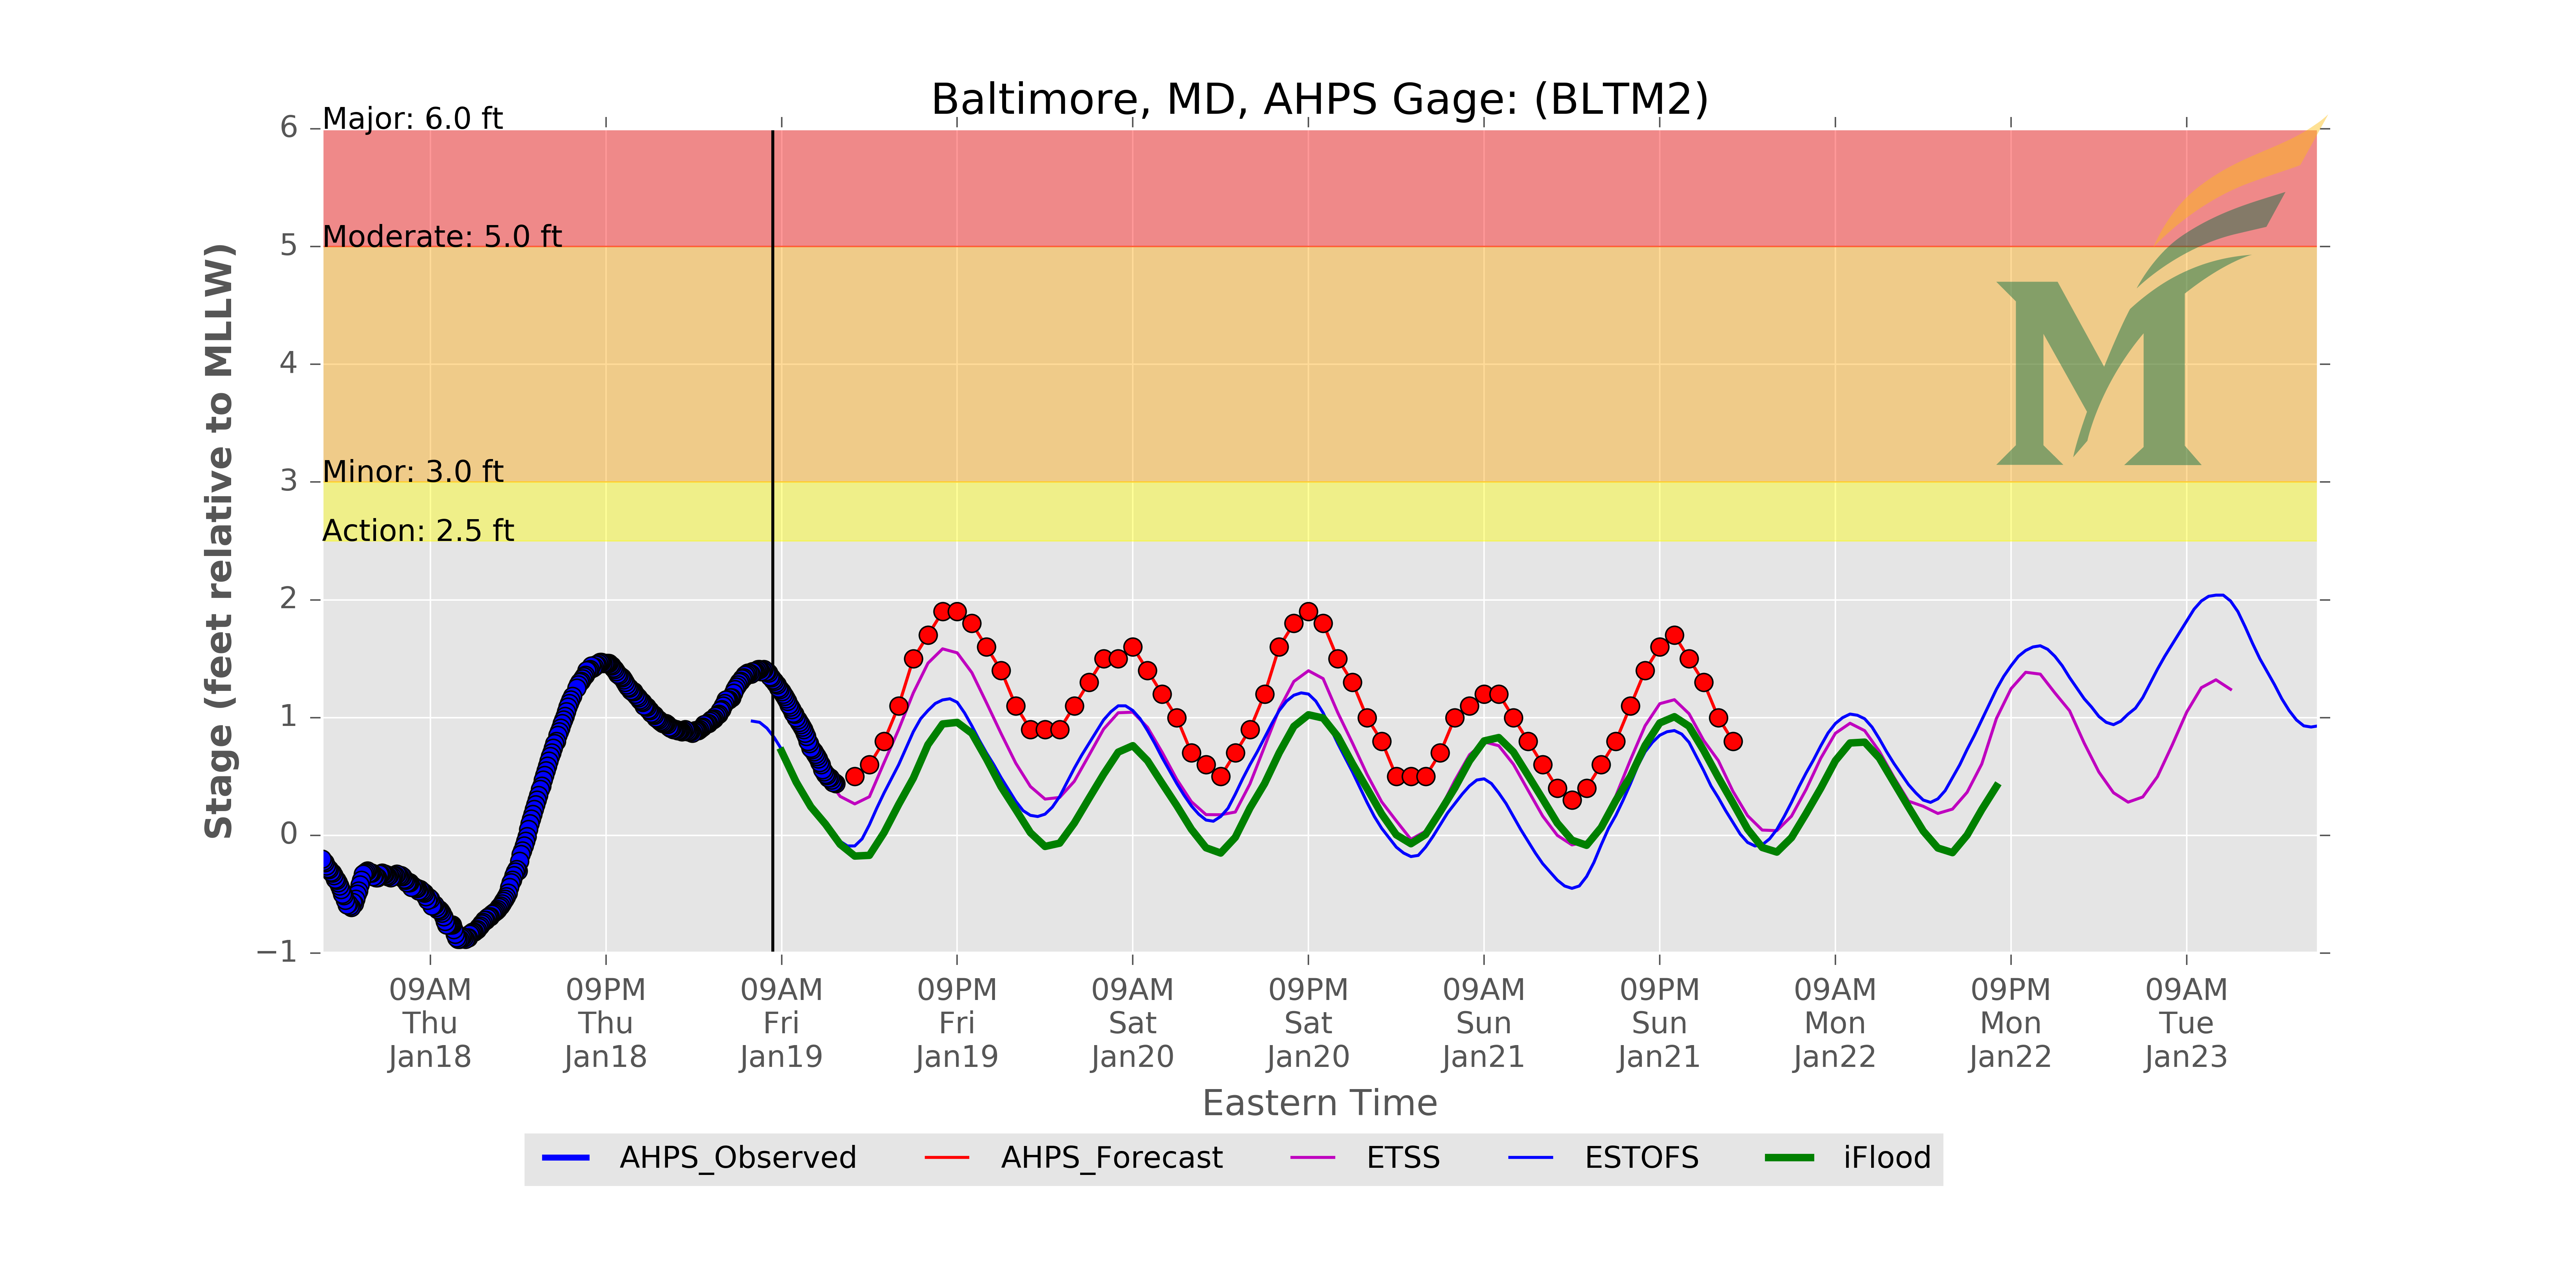 Baltimore, MD, AHPS Gage: (BLTM2)
Stage (feet relative to MLLW)
6
5
4
3
2
1
0
−1
Major: 6.0 ft
Moderate: 5.0 ft
Minor: 3.0 ft
Action: 2.5 ft
09AM 09PM 09AM 09PM 09AM 09PM 09AM 09PM 09AM 09PM 09AM
Thu Thu Fri Fri Sat Sat Sun Sun Mon Mon Tue
Jan18 Jan18 Jan19 Jan19 Jan20 Jan20 Jan21 Jan21 Jan22 Jan22 Jan23
Eastern Time
AHPS_Observed AHPS_Forecast ETSS ESTOFS iFlood
M